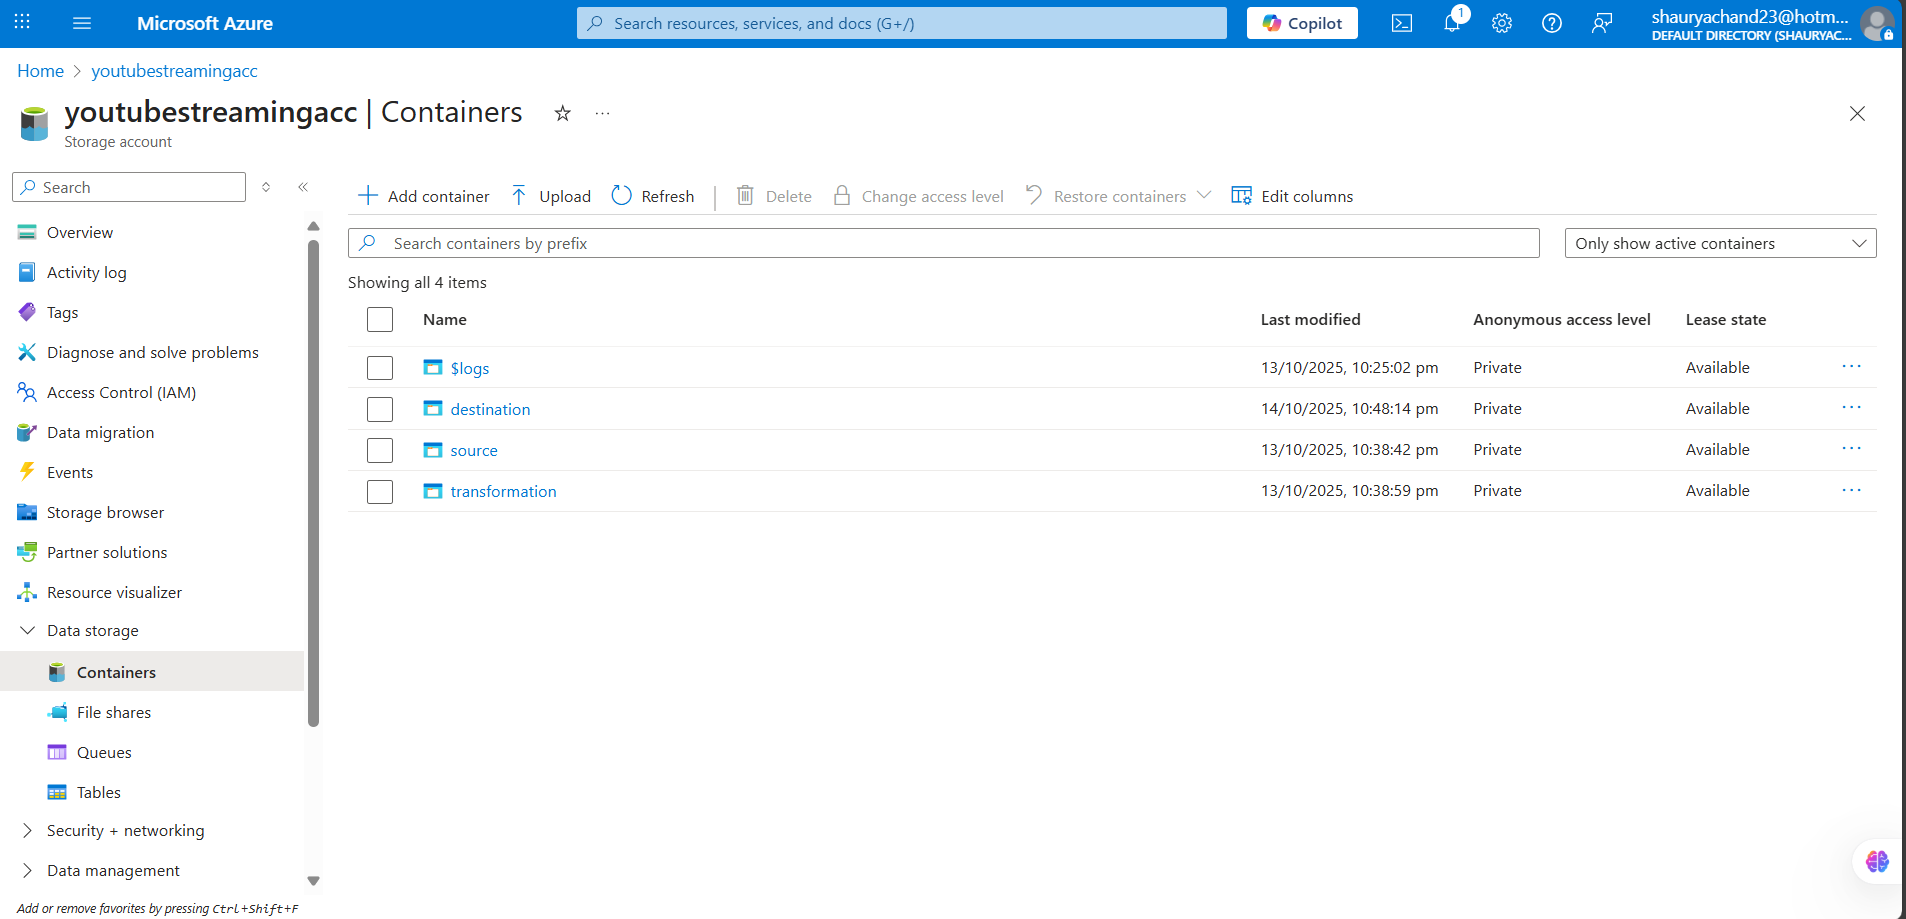 Microsoft Azure
Search resources, services, and docs (G+/)
Copilot
1
shauryachand23@hotm...
DEFAULT DIRECTORY (SHAURYAC...
Home > youtubestreamingacc
youtubestreamingacc | Containers
...
Storage account
Search
Add container
Upload
Refresh
Delete
Change access level
Restore containers
Edit columns
Search containers by prefix
Only show active containers
Showing all 4 items
Name Last modified Anonymous access level Lease state
$logs 13/10/2025, 10:25:02 pm Private Available ...
destination 14/10/2025, 10:48:14 pm Private Available ...
source 13/10/2025, 10:38:42 pm Private Available ...
transformation 13/10/2025, 10:38:59 pm Private Available ...
Overview
Activity log
Tags
Diagnose and solve problems
Access Control (IAM)
Data migration
Events
Storage browser
Partner solutions
Resource visualizer
Data storage
Containers
File shares
Queues
Tables
Security + networking
Data management
Add or remove favorites by pressing Ctrl+Shift+F